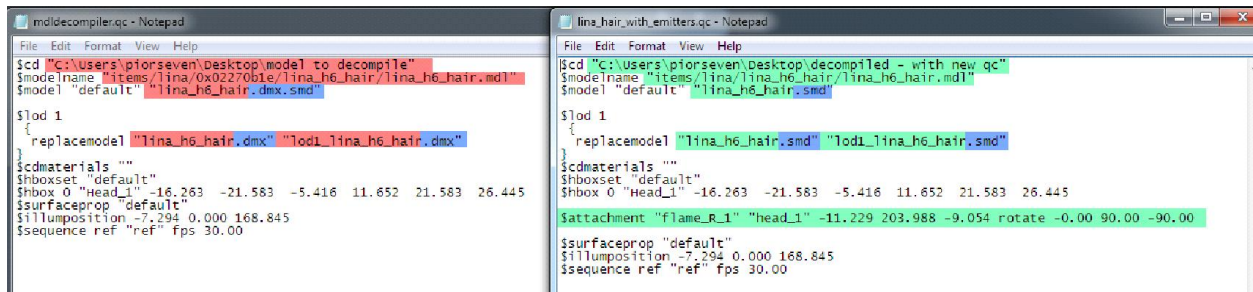 mdldecompiler.qc - Notepad
File Edit Format View Help
$cd "C:\Users\piorseven\Desktop\model to decompile"
$modelname "items/lina/0x02270b1e/lina_h6_hair/lina_h6_hair.mdl"
$model "default" "lina_h6_hair.dmx.smd"
$lod 1
{
replacemodel "lina_h6_hair.dmx" "lod1_lina_h6_hair.dmx"
}
$cdmaterials ""
$hboxset "default"
$hbox 0 "Head_1" -16.263 -21.583 -5.416 11.652 21.583 26.445
$surfaceprop "default"
$illumposition -7.294 0.000 168.845
$sequence ref "ref" fps 30.00
lina_hair_with_emitters.qc - Notepad
File Edit Format View Help
$cd "C:\Users\piorseven\Desktop\decompiled - with new qc"
$modelname "items/lina/lina_h6_hair/lina_h6_hair.mdl"
$model "default" "lina_h6_hair.smd"
$lod 1
{
replacemodel "lina_h6_hair.smd" "lod1_lina_h6_hair.smd"
}
$cdmaterials ""
$hboxset "default"
$hbox 0 "Head_1" -16.263 -21.583 -5.416 11.652 21.583 26.445
$attachment "flame_R_1" "head_1" -11.229 203.988 -9.054 rotate -0.00 90.00 -90.00
$surfaceprop "default"
$illumposition -7.294 0.000 168.845
$sequence ref "ref" fps 30.00